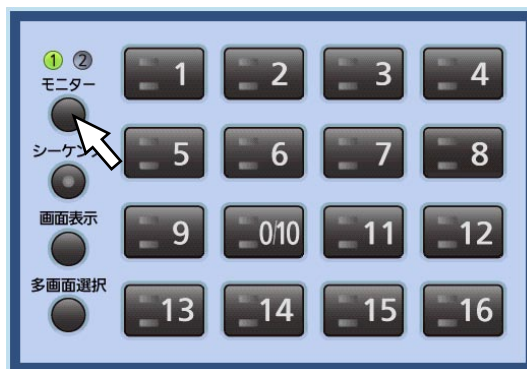 ① ②
モニター
シーケンス
画面表示
多画面選択
1 2 3 4
5 6 7 8
9 0/10 11 12
13 14 15 16